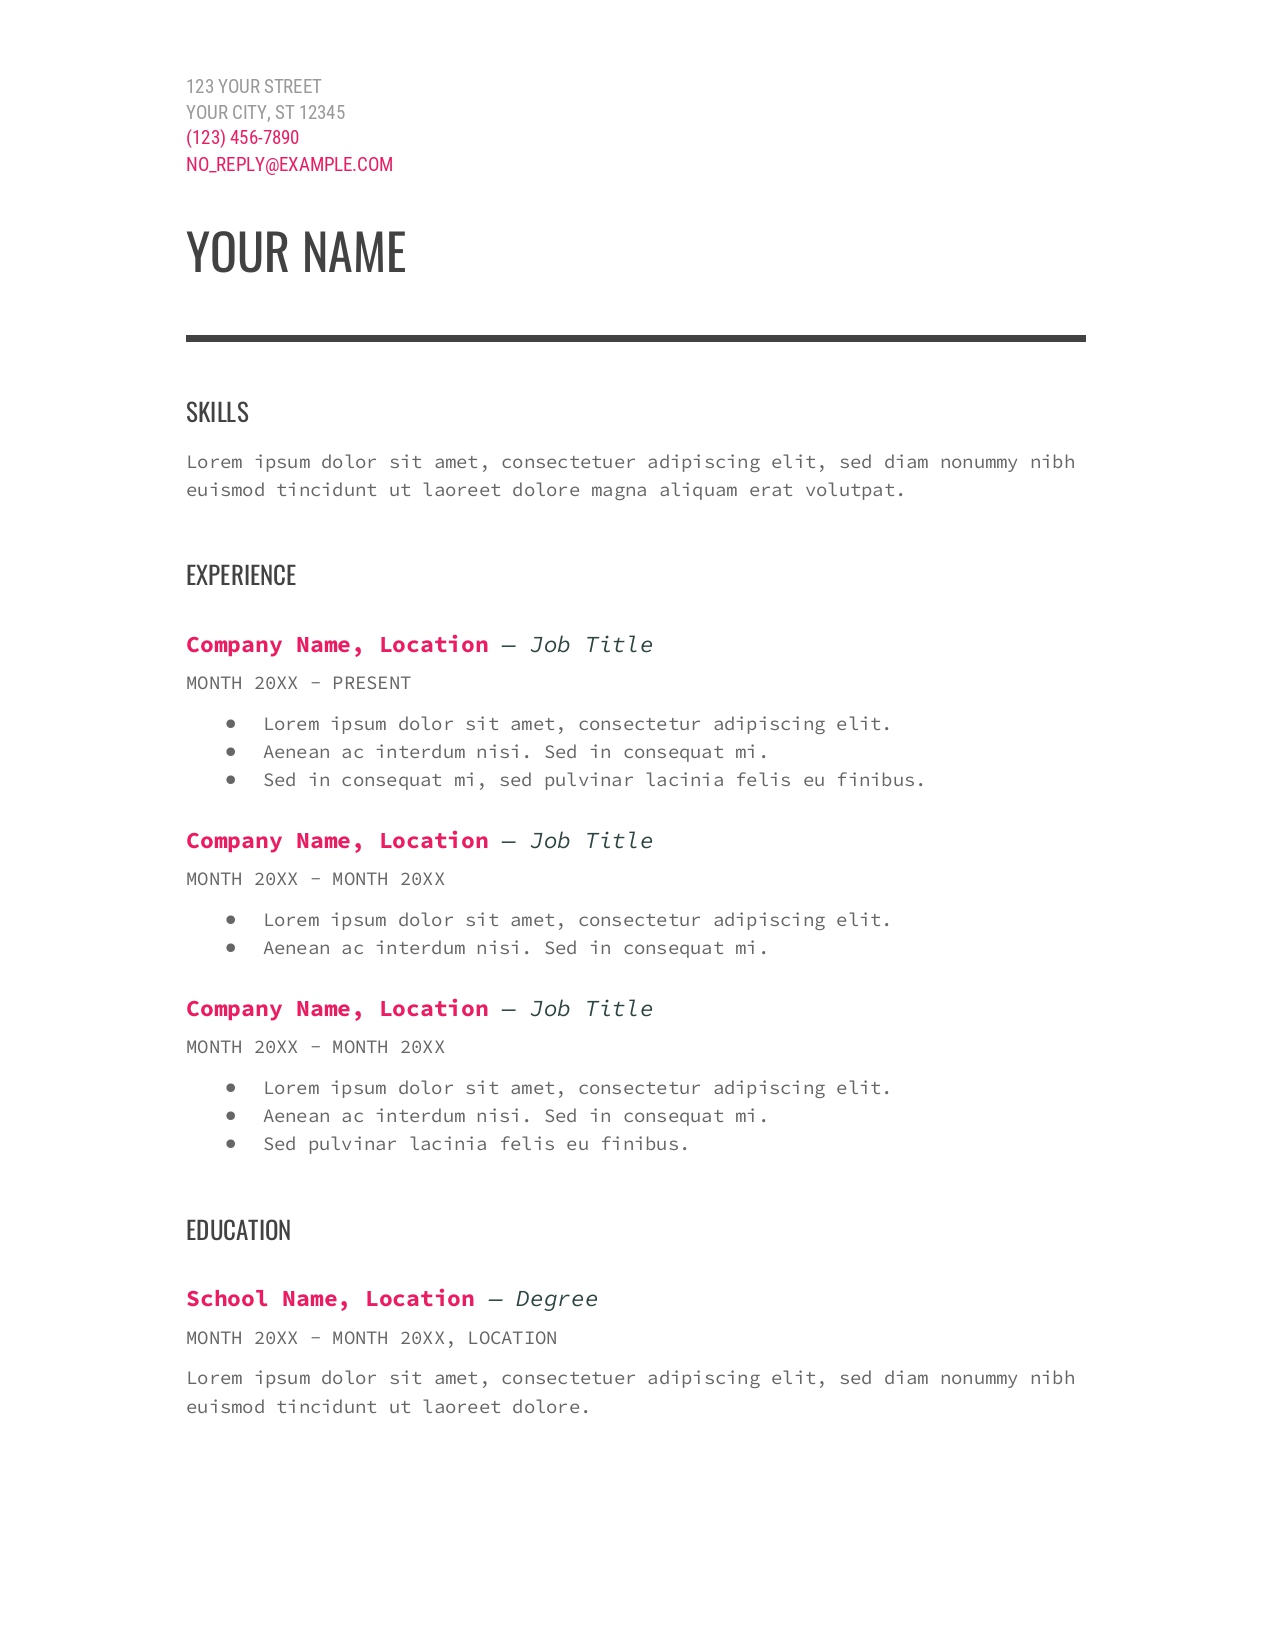 123 YOUR STREET
YOUR CITY, ST 12345
(123) 456-7890
NO_REPLY@EXAMPLE.COM
YOUR NAME
SKILLS
Lorem ipsum dolor sit amet, consectetuer adipiscing elit, sed diam nonummy nibh
euismod tincidunt ut laoreet dolore magna aliquam erat volutpat.
EXPERIENCE
Company Name, Location — Job Title
MONTH 20XX - PRESENT
● Lorem ipsum dolor sit amet, consectetur adipiscing elit.
● Aenean ac interdum nisi. Sed in consequat mi.
● Sed in consequat mi, sed pulvinar lacinia felis eu finibus.
Company Name, Location — Job Title
MONTH 20XX - MONTH 20XX
● Lorem ipsum dolor sit amet, consectetur adipiscing elit.
● Aenean ac interdum nisi. Sed in consequat mi.
Company Name, Location — Job Title
MONTH 20XX - MONTH 20XX
● Lorem ipsum dolor sit amet, consectetur adipiscing elit.
● Aenean ac interdum nisi. Sed in consequat mi.
● Sed pulvinar lacinia felis eu finibus.
EDUCATION
School Name, Location — Degree
MONTH 20XX - MONTH 20XX, LOCATION
Lorem ipsum dolor sit amet, consectetuer adipiscing elit, sed diam nonummy nibh
euismod tincidunt ut laoreet dolore.